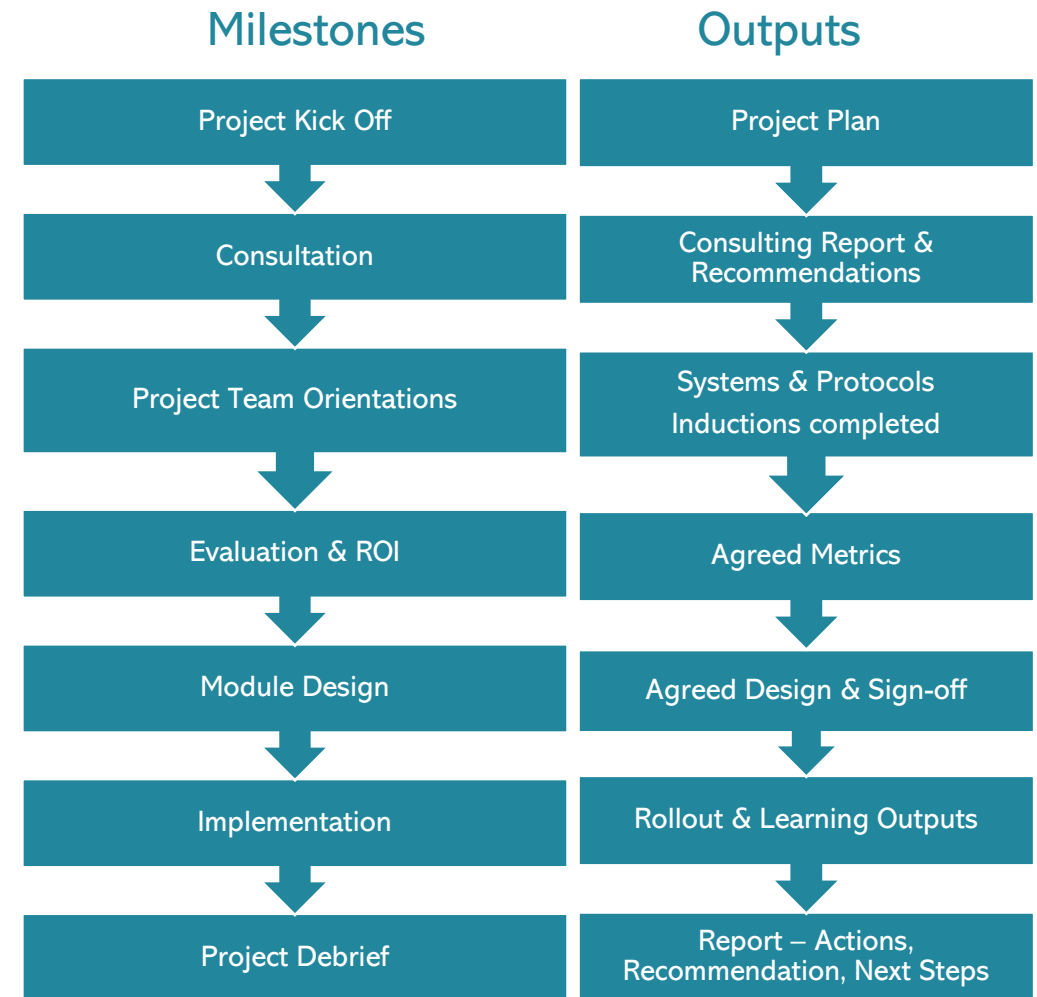 Milestones
Outputs
Project Kick Off
Project Plan
Consultation
Consulting Report &
Recommendations
Project Team Orientations
Systems & Protocols
Inductions completed
Evaluation & ROI
Agreed Metrics
Module Design
Agreed Design & Sign-off
Implementation
Rollout & Learning Outputs
Project Debrief
Report – Actions,
Recommendation, Next Steps